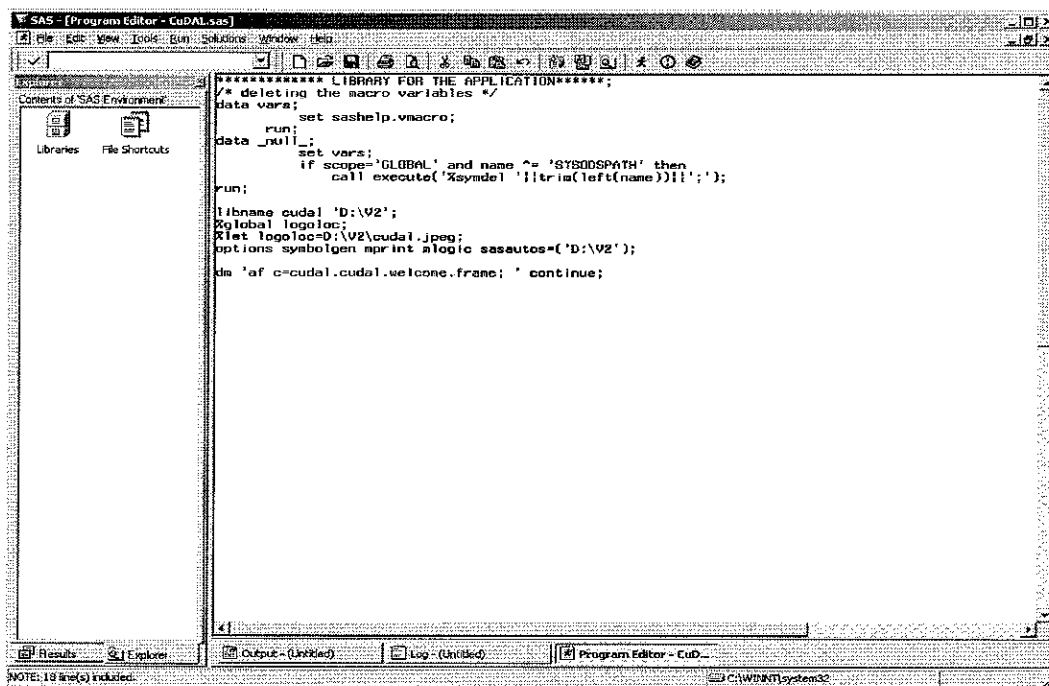 SAS - [Program Editor - CuDAL.sas]
File Edit View Tools Run Solutions Window Help
Contents of 'SAS Environment'
Libraries File Shortcuts
************* LIBRARY FOR THE APPLICATION******;
/* deleting the macro variables */
data vars;
set sashelp.vmacro;
run;
data _null_;
set vars;
if scope='GLOBAL' and name ^= 'SYSODSPATH' then
call execute('%symdel '||trim(left(name))||';');
run;
libname cudal 'D:\V2';
%global logoloc;
%let logoloc=D:\V2\cudal.jpeg;
options symbolgen mprint mlogic sasautos=('D:\V2');
dm 'af c=cudal.cudal.welcome.frame; ' continue;
Results Explorer Output - (Untitled) Log - (Untitled) Program Editor - CuD...
NOTE: 18 line(s) included. C:\WINNT\system32